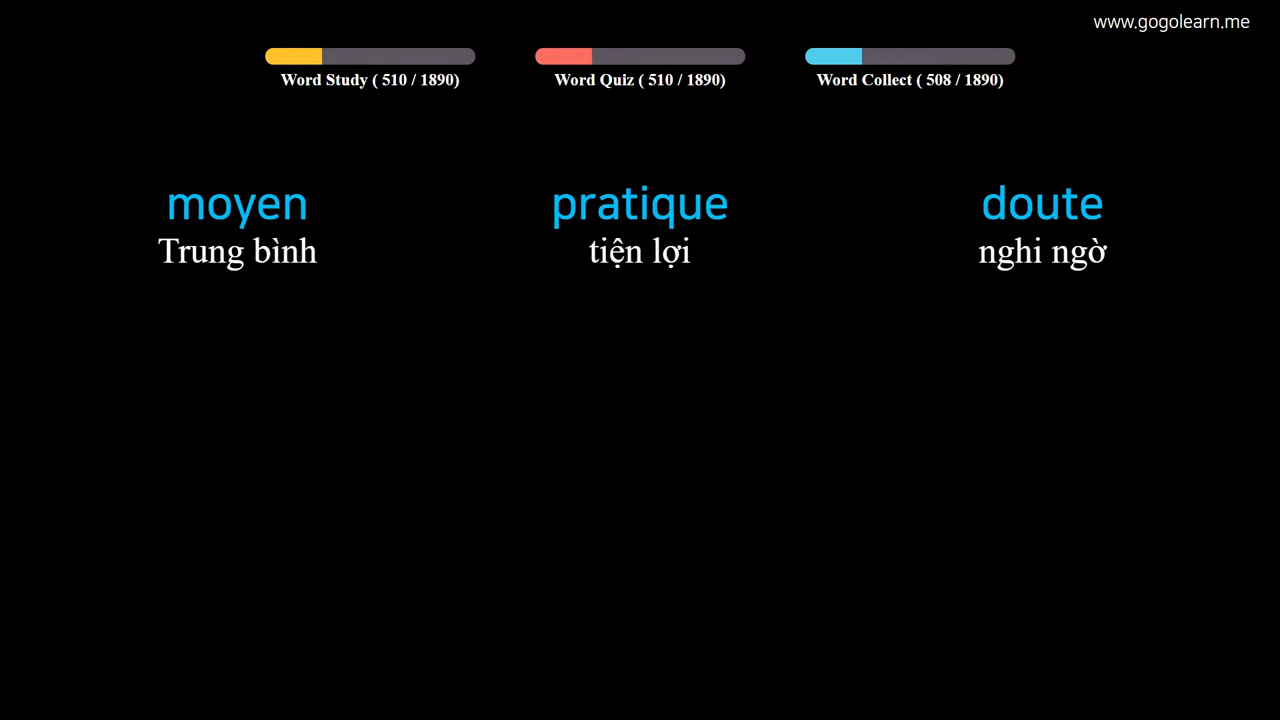 www.gogolearn.me
Word Study ( 510 / 1890)
Word Quiz ( 510 / 1890)
Word Collect ( 508 / 1890)
moyen
Trung bình
pratique
tiện lợi
doute
nghi ngờ